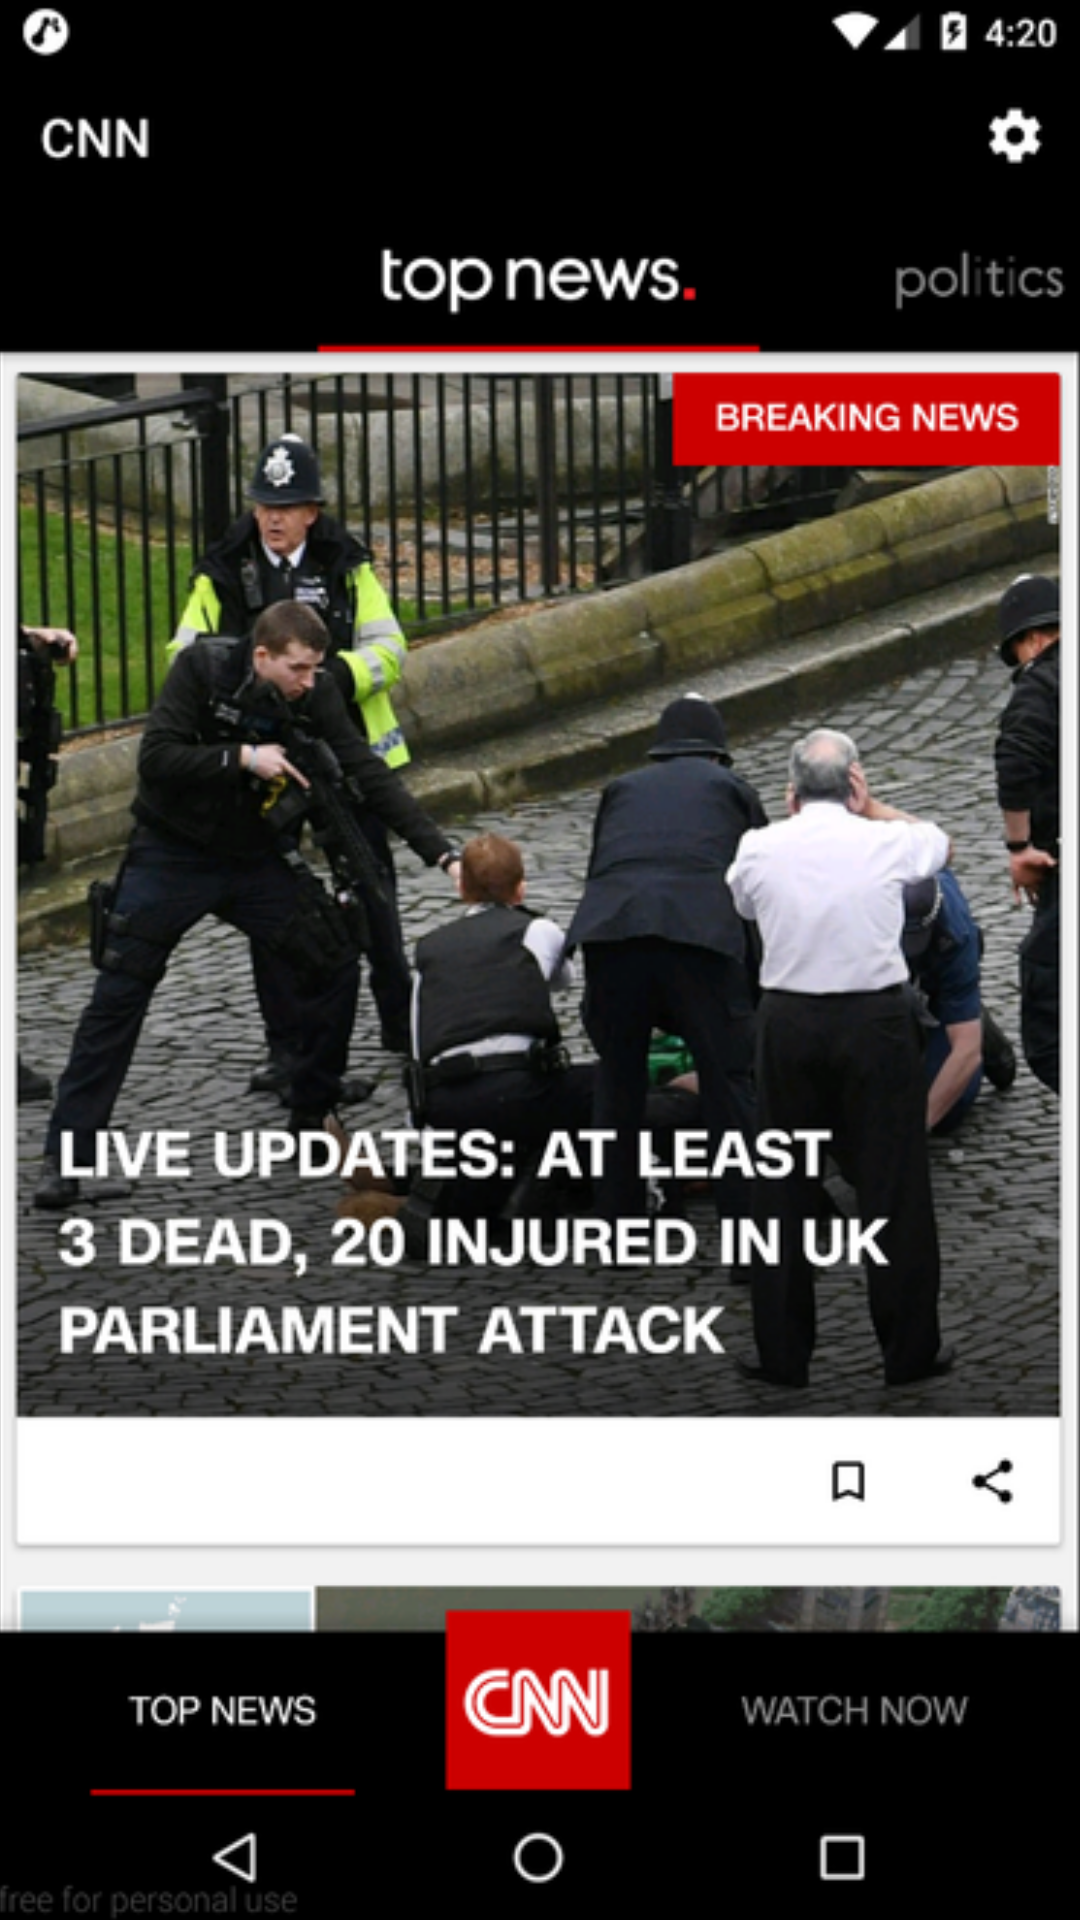 4:20
CNN
top news.
politics
BREAKING NEWS
LIVE UPDATES: AT LEAST
3 DEAD, 20 INJURED IN UK
PARLIAMENT ATTACK
TOP NEWS
CNN
WATCH NOW
free for personal use